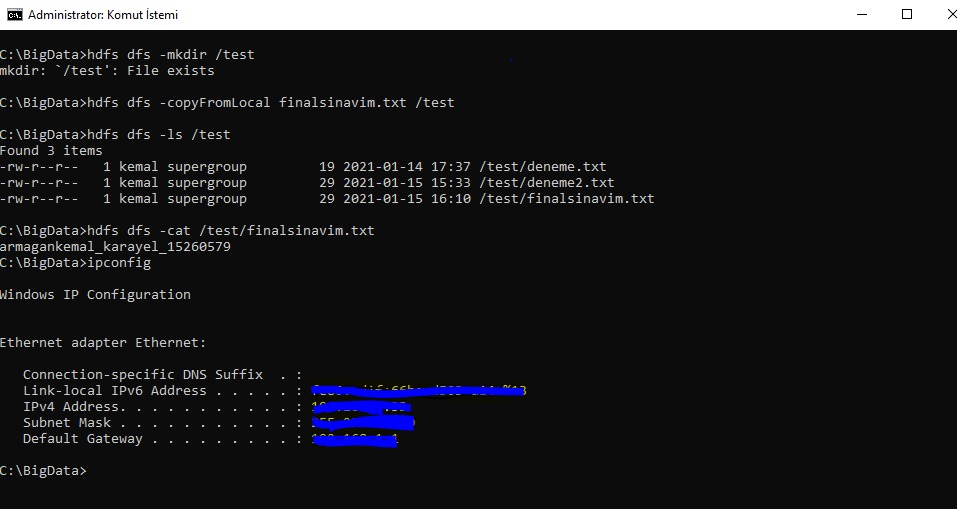 Administrator: Komut İstemi
C:\BigData>hdfs dfs -mkdir /test
mkdir: `/test': File exists
C:\BigData>hdfs dfs -copyFromLocal finalsinavim.txt /test
C:\BigData>hdfs dfs -ls /test
Found 3 items
-rw-r--r--   1 kemal supergroup         19 2021-01-14 17:37 /test/deneme.txt
-rw-r--r--   1 kemal supergroup         29 2021-01-15 15:33 /test/deneme2.txt
-rw-r--r--   1 kemal supergroup         29 2021-01-15 16:10 /test/finalsinavim.txt
C:\BigData>hdfs dfs -cat /test/finalsinavim.txt
armagankemal_karayel_15260579
C:\BigData>ipconfig
Windows IP Configuration
Ethernet adapter Ethernet:
   Connection-specific DNS Suffix  . :
   Link-local IPv6 Address . . . . . :
   IPv4 Address. . . . . . . . . . . :
   Subnet Mask . . . . . . . . . . . :
   Default Gateway . . . . . . . . . :
C:\BigData>